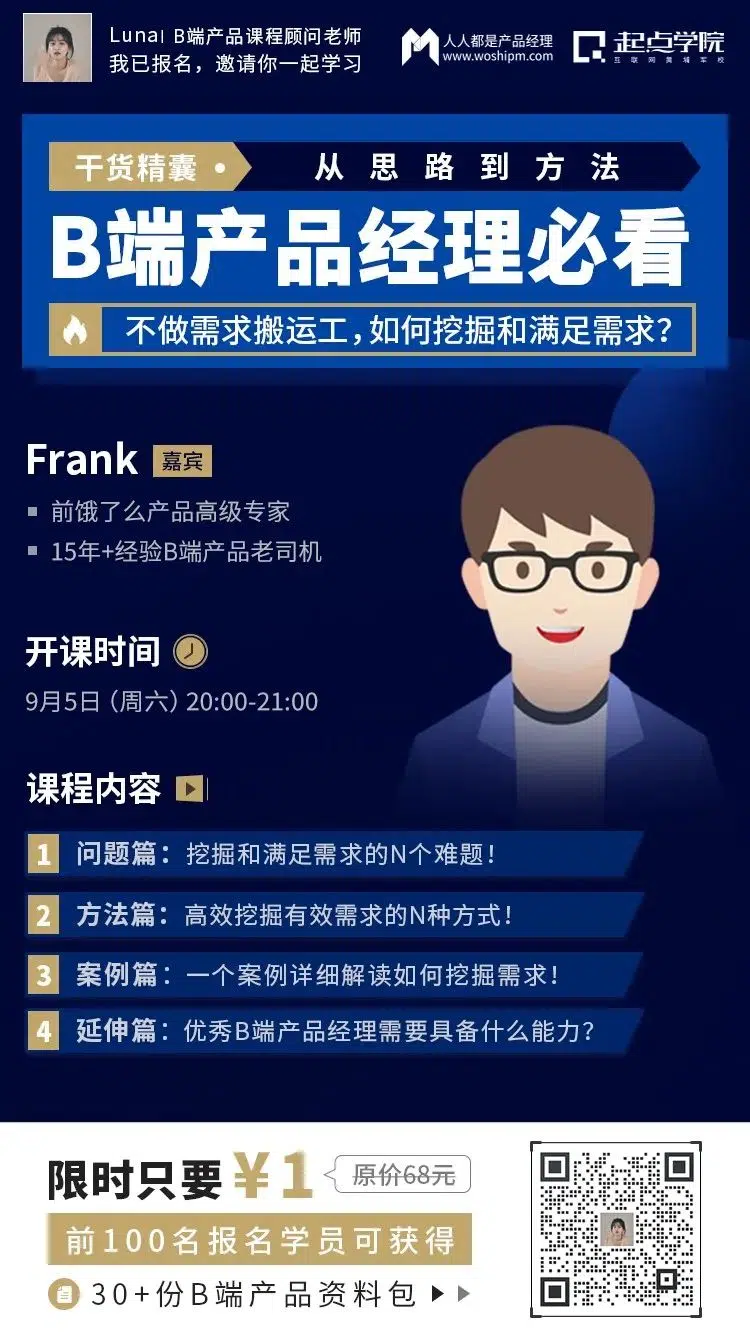 Luna| B端产品课程顾问老师
我已报名，邀请你一起学习
人人都是产品经理
www.woshipm.com
起点学院
互联网黄埔军校
干货精囊
从思路到方法
B端产品经理必看
不做需求搬运工，如何挖掘和满足需求？
Frank 嘉宾
前饿了么产品高级专家
15年+经验B端产品老司机
开课时间
9月5日（周六）20:00-21:00
课程内容
1 问题篇：挖掘和满足需求的N个难题！
2 方法篇：高效挖掘有效需求的N种方式！
3 案例篇：一个案例详细解读如何挖掘需求！
4 延伸篇：优秀B端产品经理需要具备什么能力？
限时只要¥1 原价68元
前100名报名学员可获得
30+份B端产品资料包